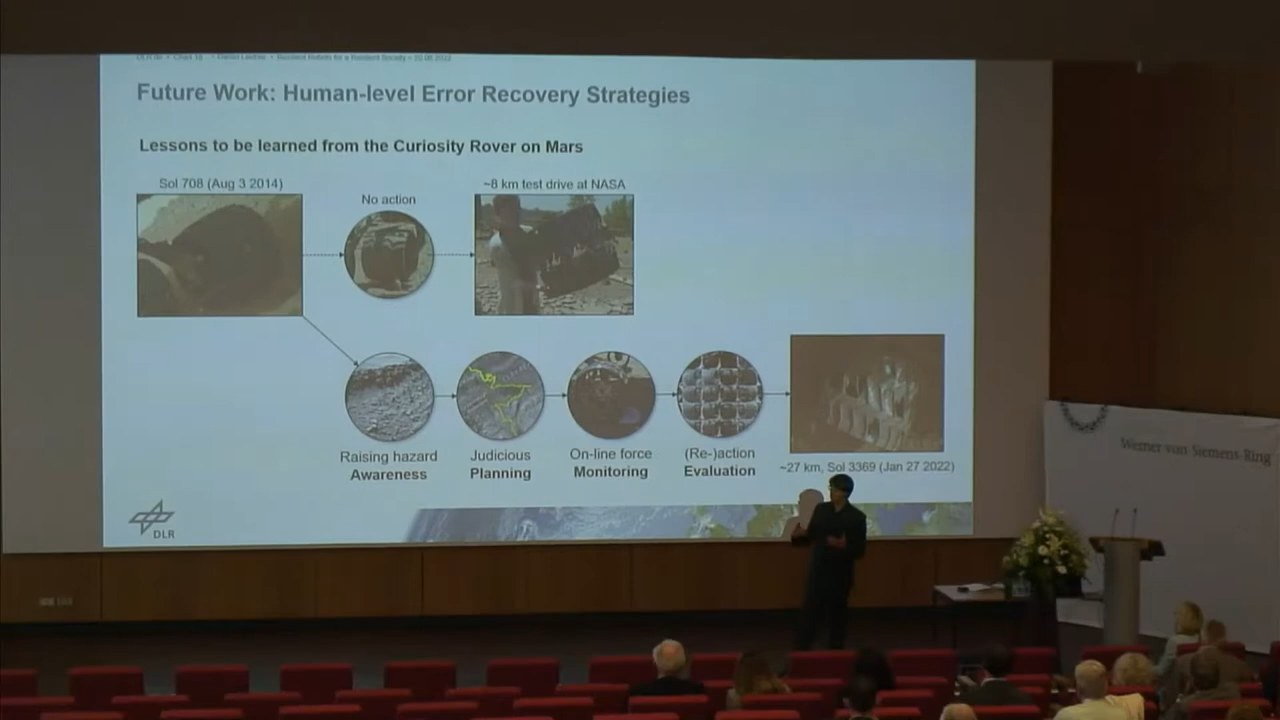 Future Work: Human-level Error Recovery Strategies
Lessons to be learned from the Curiosity Rover on Mars
Sol 708 (Aug 3 2014)
No action
~8 km test drive at NASA
Raising hazard
Awareness
Judicious
Planning
On-line force
Monitoring
(Re-)action
Evaluation
~27 km, Sol 3369 (Jan 27 2022)
DLR
Werner von Siemens-Ring